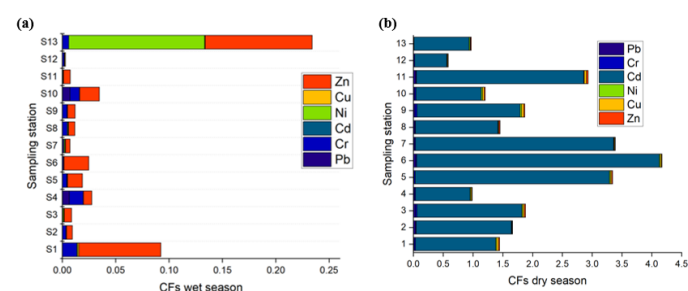 (a)
S13
S12
S11
S10
S9
S8
S7
S6
S5
S4
S3
S2
S1
Sampling station
0.00 0.05 0.10 0.15 0.20 0.25
CFs wet season
Zn
Cu
Ni
Cd
Cr
Pb
(b)
13
12
11
10
9
8
7
6
5
4
3
2
1
Sampling station
0.0 0.5 1.0 1.5 2.0 2.5 3.0 3.5 4.0 4.5
CFs dry season
Pb
Cr
Cd
Ni
Cu
Zn